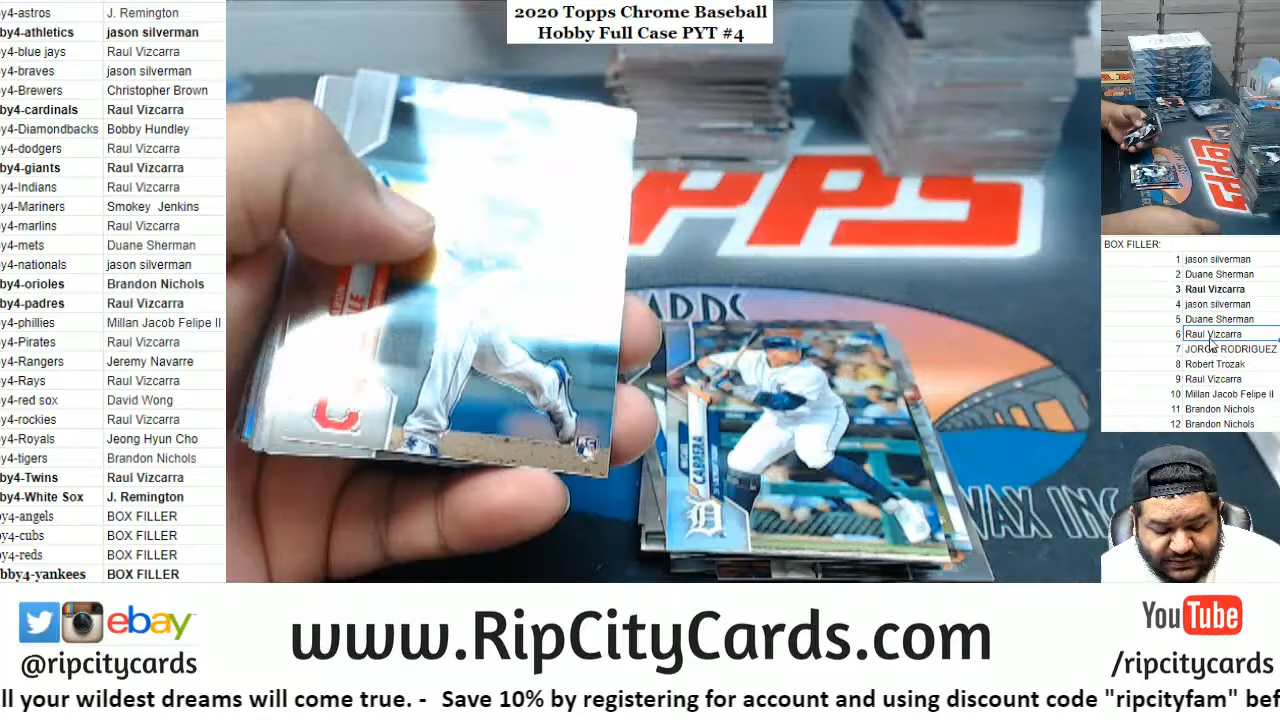 2020 Topps Chrome Baseball
Hobby Full Case PYT #4
y4-astros J. Remington
by4-athletics jason silverman
y4-blue jays Raul Vizcarra
y4-braves jason silverman
y4-Brewers Christopher Brown
by4-cardinals Raul Vizcarra
y4-Diamondbacks Bobby Hundley
y4-dodgers Raul Vizcarra
by4-giants Raul Vizcarra
y4-Indians Raul Vizcarra
y4-Mariners Smokey Jenkins
y4-marlins Raul Vizcarra
y4-mets Duane Sherman
y4-nationals jason silverman
by4-orioles Brandon Nichols
by4-padres Raul Vizcarra
y4-phillies Millan Jacob Felipe II
y4-Pirates Raul Vizcarra
y4-Rangers Jeremy Navarre
y4-Rays Raul Vizcarra
y4-red sox David Wong
y4-rockies Raul Vizcarra
y4-Royals Jeong Hyun Cho
y4-tigers Brandon Nichols
by4-Twins Raul Vizcarra
by4-White Sox J. Remington
y4-angels BOX FILLER
y4-cubs BOX FILLER
y4-reds BOX FILLER
bby4-yankees BOX FILLER
CABRERA
D
C
RC
WAX INC
BOX FILLER:
1 jason silverman
2 Duane Sherman
3 Raul Vizcarra
4 jason silverman
5 Duane Sherman
6 Raul Vizcarra
7 JORGE RODRIGUEZ
8 Robert Trozak
9 Raul Vizcarra
10 Millan Jacob Felipe II
11 Brandon Nichols
12 Brandon Nichols
ebay
@ripcitycards
www.RipCityCards.com
YouTube
/ripcitycards
ll your wildest dreams will come true. - Save 10% by registering for account and using discount code "ripcityfam" bef